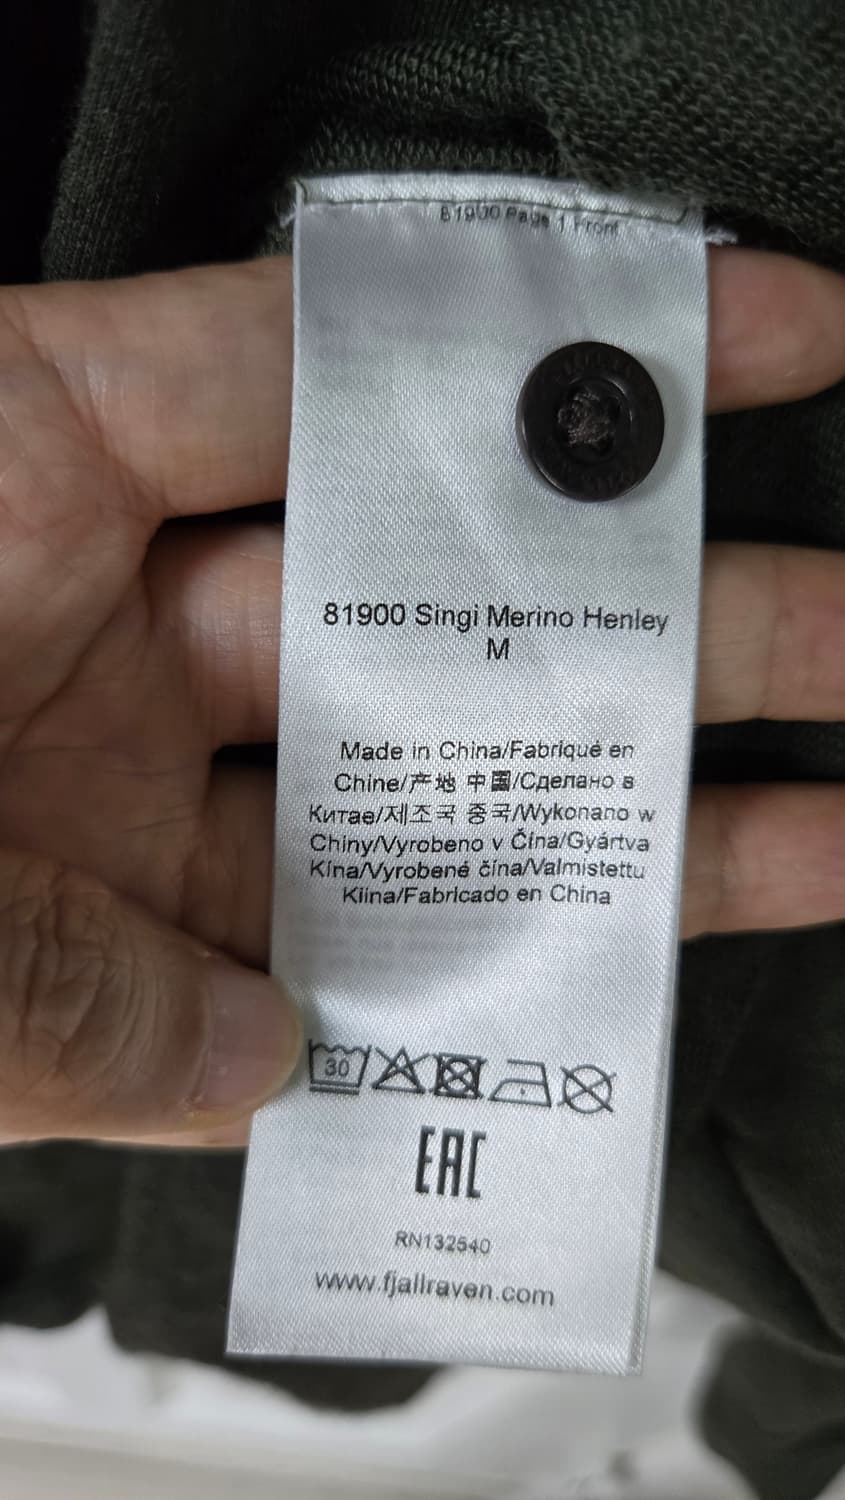 81900 Page 1 Front
81900 Singi Merino Henley
M
Made in China/Fabriqué en
Chine/产地 中国/Сделано в
Китае/제조국 중국/Wykonano w
Chiny/Vyrobeno v Čína/Gyártva
Kína/Vyrobené čína/Valmistettu
Kiina/Fabricado en China
30
EAC
RN132540
www.fjallraven.com